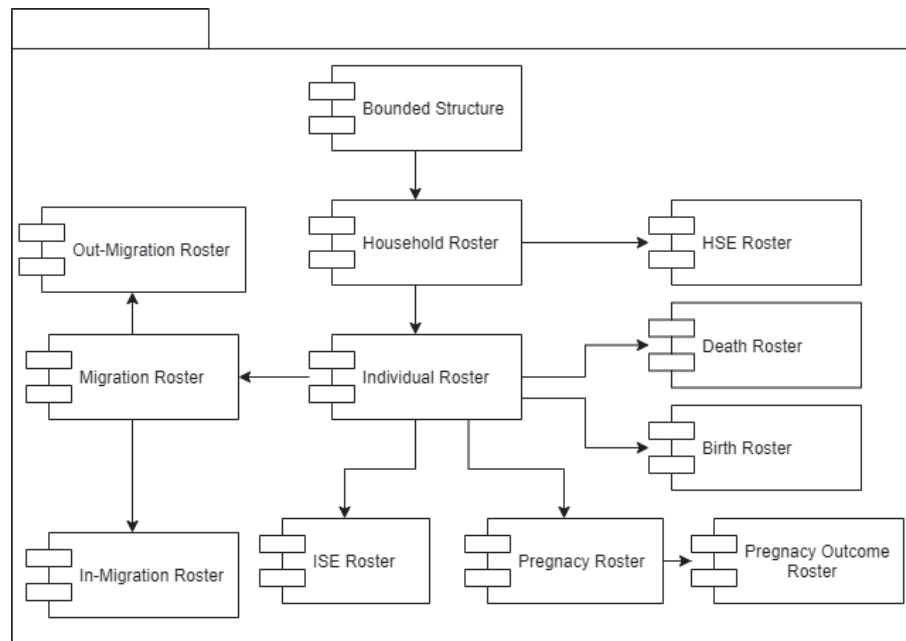 Bounded Structure
Out-Migration Roster
Household Roster
HSE Roster
Death Roster
Migration Roster
Individual Roster
Birth Roster
ISE Roster
Pregnacy Roster
Pregnacy Outcome
Roster
In-Migration Roster